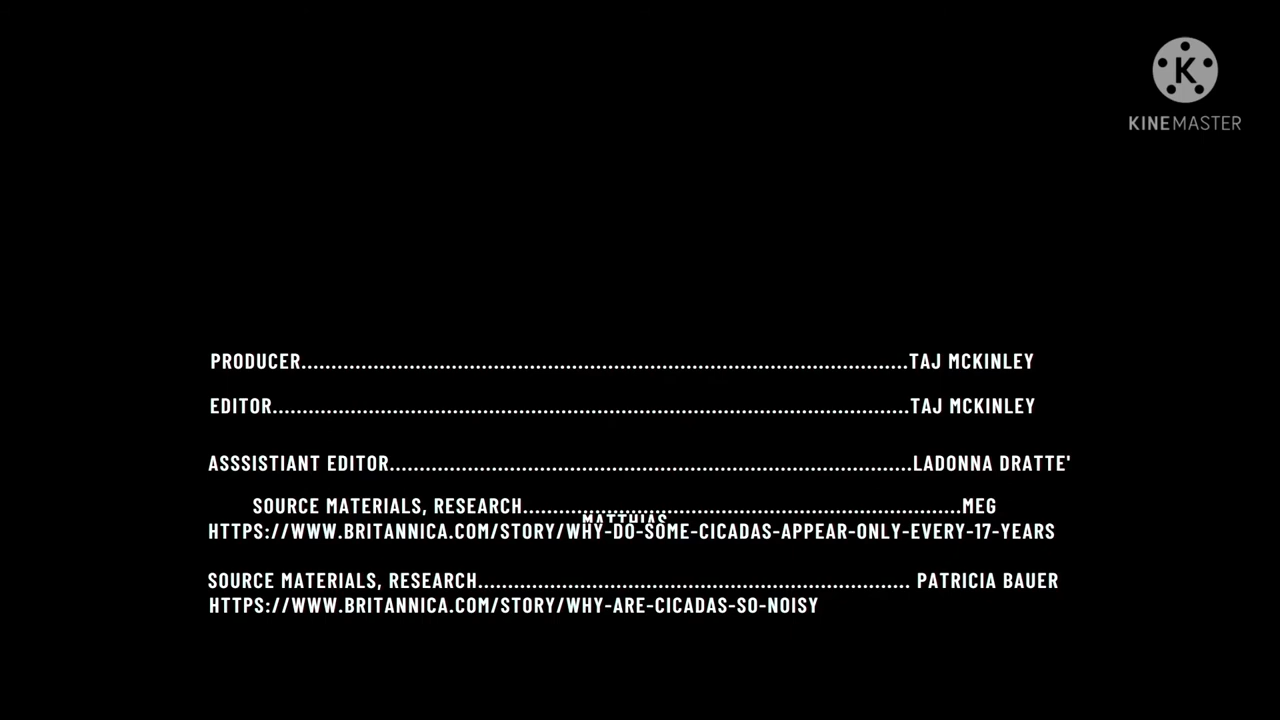 KINEMASTER
PRODUCER.....................................................................................................TAJ MCKINLEY
EDITOR..........................................................................................................TAJ MCKINLEY
ASSSISTIANT EDITOR.......................................................................................LADONNA DRATTE'
SOURCE MATERIALS, RESEARCH.........................................................................MEG
MATTHIAS
HTTPS://WWW.BRITANNICA.COM/STORY/WHY-DO-SOME-CICADAS-APPEAR-ONLY-EVERY-17-YEARS
SOURCE MATERIALS, RESEARCH........................................................................ PATRICIA BAUER
HTTPS://WWW.BRITANNICA.COM/STORY/WHY-ARE-CICADAS-SO-NOISY